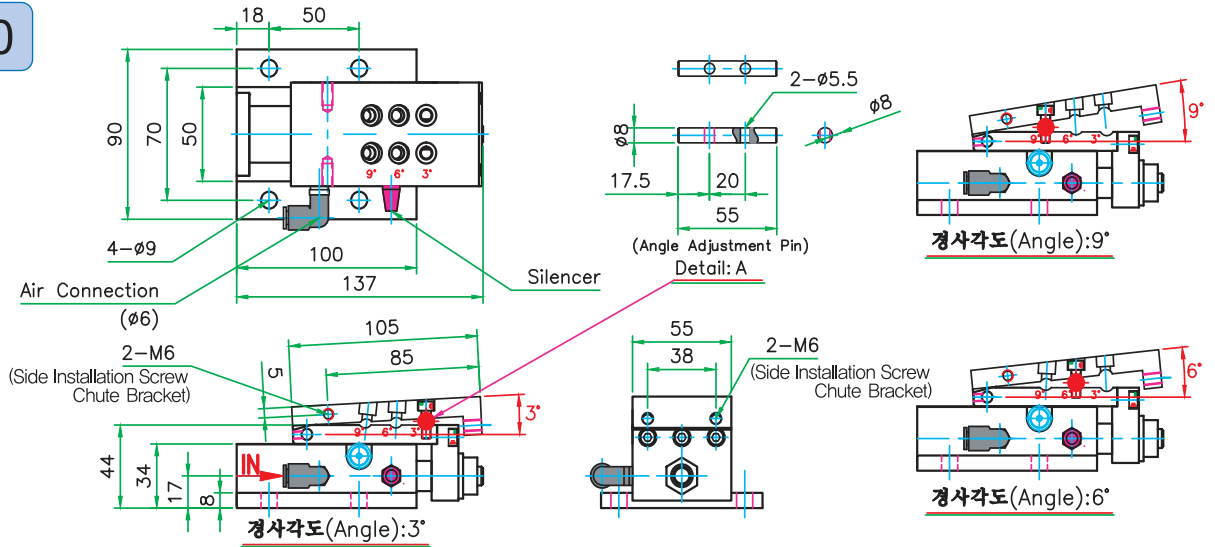 0
18
50
90
70
50
9° 6° 3°
4-ø9
100
137
Air Connection
(ø6)
Silencer
2-ø5.5
ø8
ø8
17.5
20
55
(Angle Adjustment Pin)
Detail: A
9°
9° 6° 3°
경사각도(Angle):9°
105
85
2-M6
(Side Installation Screw
Chute Bracket)
5
3°
9° 6° 3°
44
34
17
8
IN
경사각도(Angle):3°
55
38
2-M6
(Side Installation Screw
Chute Bracket)
6°
9° 6° 3°
경사각도(Angle):6°